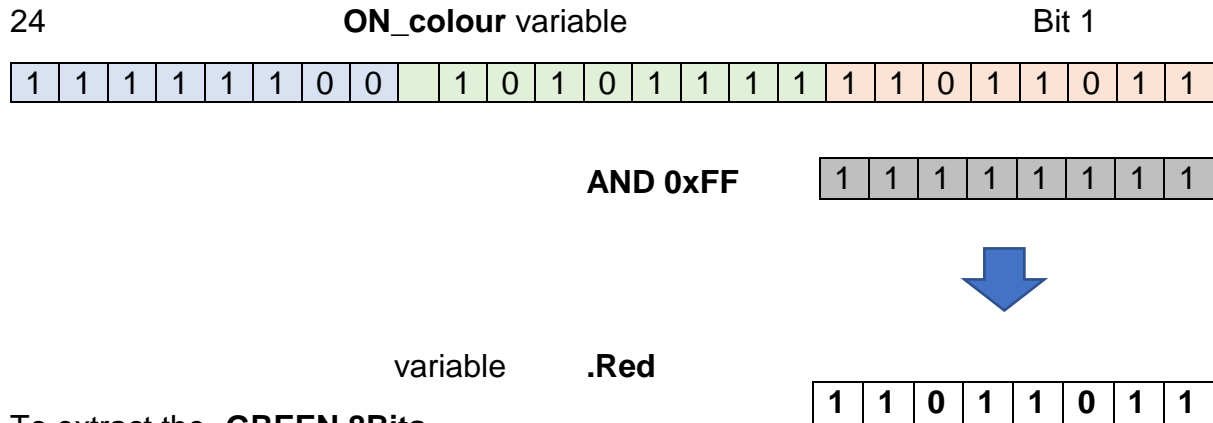 24 ON_colour variable Bit 1
1 1 1 1 1 1 0 0 1 0 1 0 1 1 1 1 1 1 0 1 1 0 1 1
AND 0xFF 1 1 1 1 1 1 1 1
variable .Red
1 1 0 1 1 0 1 1
To extract the GREEN 8Bits